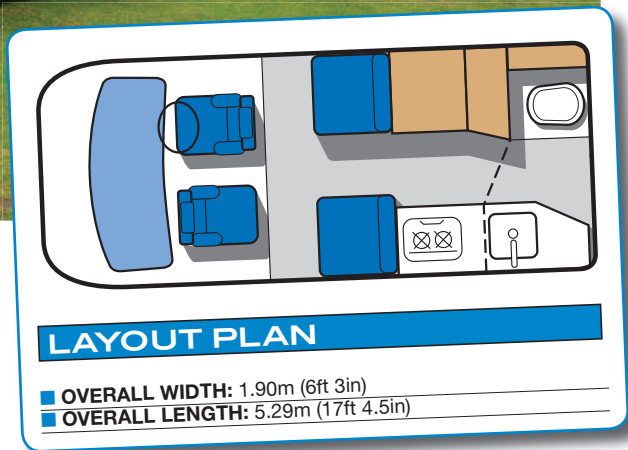 LAYOUT PLAN
OVERALL WIDTH: 1.90m (6ft 3in)
OVERALL LENGTH: 5.29m (17ft 4.5in)